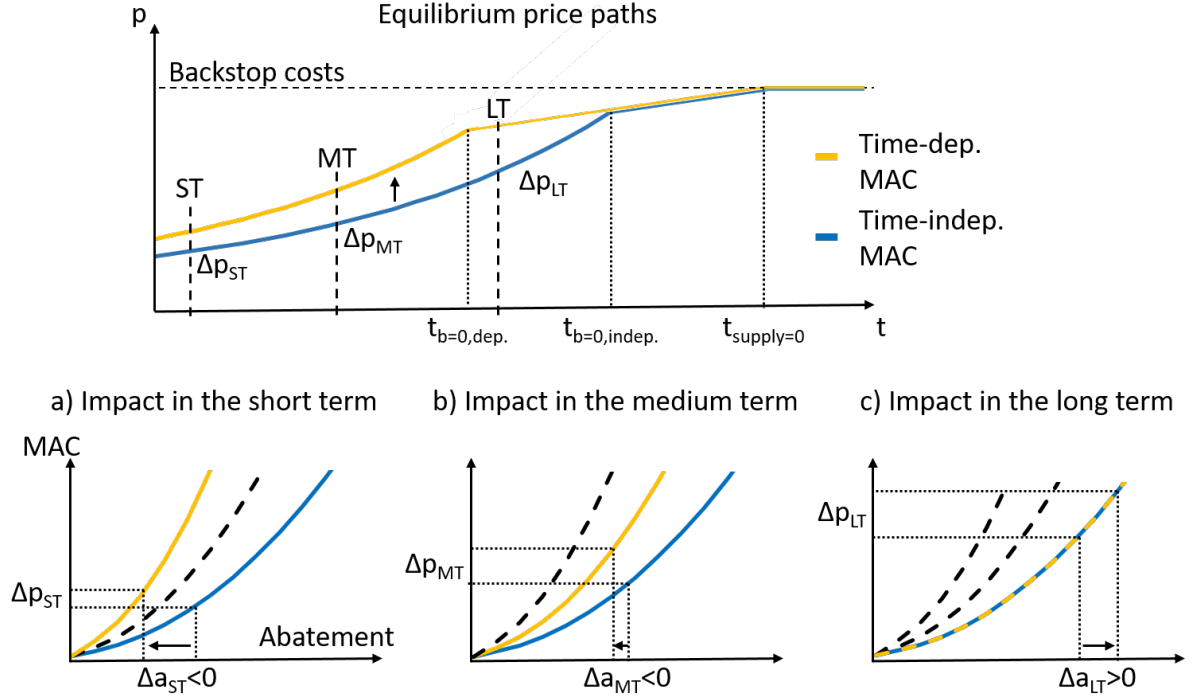 Equilibrium price paths
p
Backstop costs
LT
MT
ST
Δp_ST
Δp_MT
Δp_LT
Time-dep.
MAC
Time-indep.
MAC
t_b=0,dep.
t_b=0,indep.
t_supply=0
t
a) Impact in the short term
b) Impact in the medium term
c) Impact in the long term
MAC
Δp_ST
Abatement
Δa_ST<0
Δp_MT
Δa_MT<0
Δp_LT
Δa_LT>0